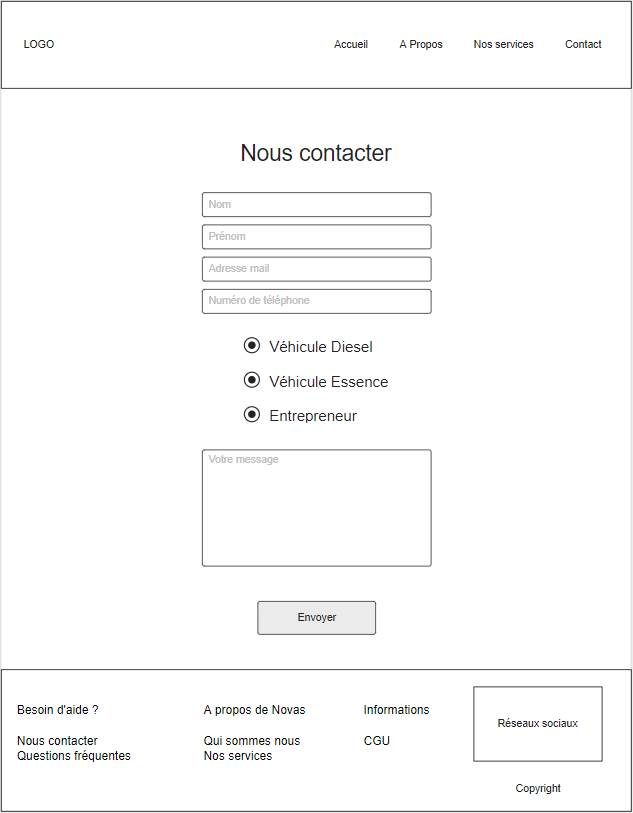 LOGO
Accueil
A Propos
Nos services
Contact
Nous contacter
Nom
Prénom
Adresse mail
Numéro de téléphone
Véhicule Diesel
Véhicule Essence
Entrepreneur
Votre message
Envoyer
Besoin d'aide ?
Nous contacter
Questions fréquentes
A propos de Novas
Qui sommes nous
Nos services
Informations
CGU
Réseaux sociaux
Copyright